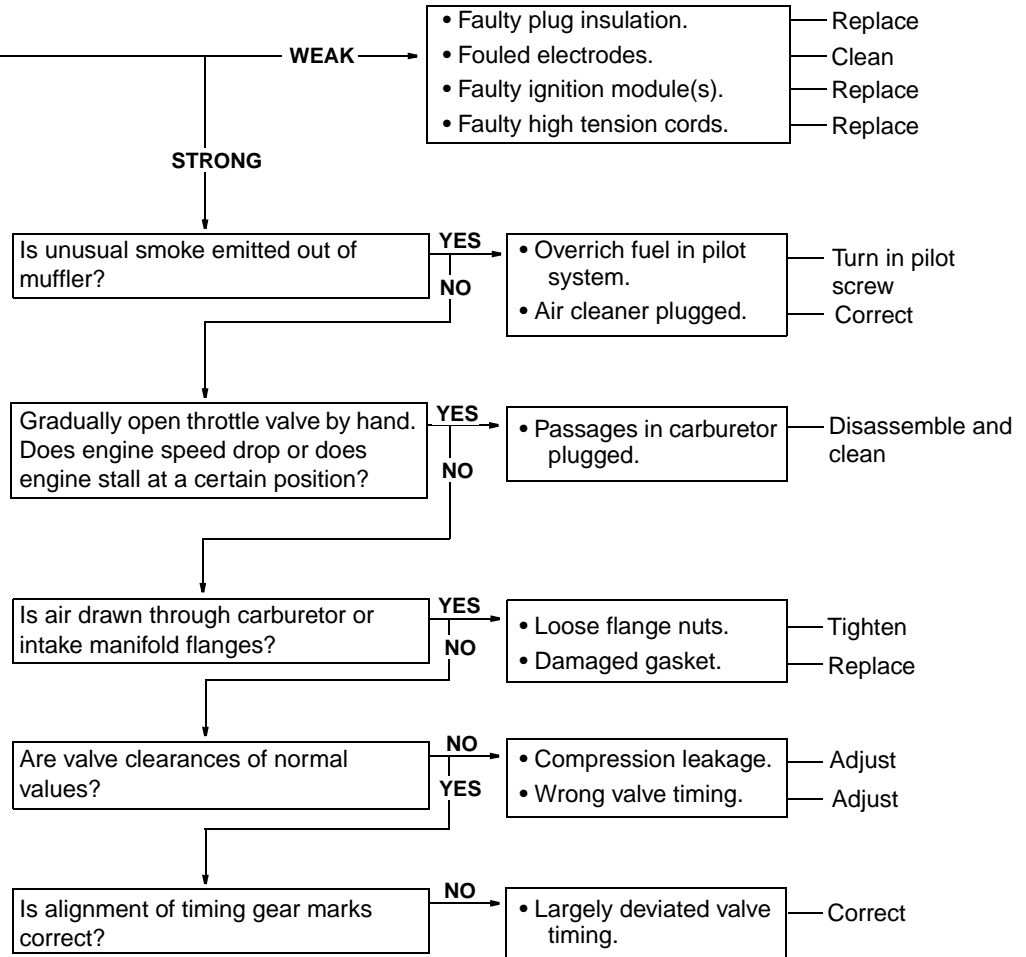 WEAK
• Faulty plug insulation.
Replace
• Fouled electrodes.
Clean
• Faulty ignition module(s).
Replace
• Faulty high tension cords.
Replace
STRONG
Is unusual smoke emitted out of
muffler?
YES
NO
• Overrich fuel in pilot
system.
Turn in pilot
screw
• Air cleaner plugged.
Correct
Gradually open throttle valve by hand.
Does engine speed drop or does
engine stall at a certain position?
YES
NO
• Passages in carburetor
plugged.
Disassemble and
clean
Is air drawn through carburetor or
intake manifold flanges?
YES
NO
• Loose flange nuts.
Tighten
• Damaged gasket.
Replace
Are valve clearances of normal
values?
NO
YES
• Compression leakage.
Adjust
• Wrong valve timing.
Adjust
Is alignment of timing gear marks
correct?
NO
• Largely deviated valve
timing.
Correct